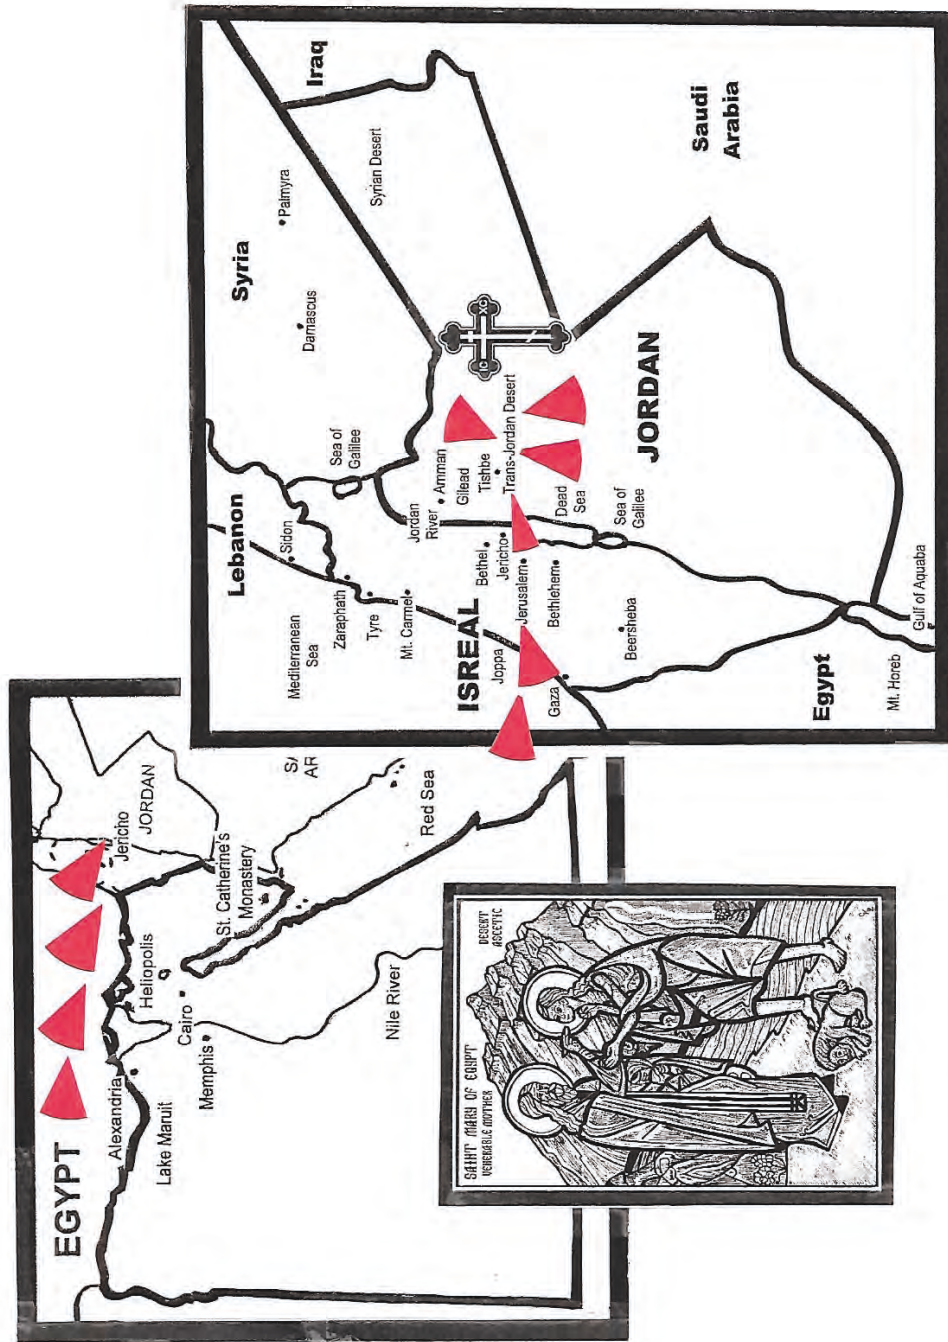 EGYPT
Alexandria
Lake Maruit
Cairo
Memphis
Heliopolis
Nile River
St. Catherine's
Monastery
Red Sea
Jericho
JORDAN
SAINT MARY OF EGYPT
VENERABLE MOTHER
DESERT
ASCETIC
Lebanon
Syria
Iraq
Mediterranean
Sea
Sidon
Zaraphath
Tyre
Mt. Carmel
Damascus
Palmyra
Syrian Desert
Sea of
Galilee
Jordan
River
Amman
Gilead
Tishbe
Trans-Jordan Desert
ISREAL
Joppa
Bethel
Jericho
Jerusalem
Bethlehem
Gaza
Beersheba
Dead
Sea
Sea of
Galilee
JORDAN
Saudi
Arabia
Egypt
Mt. Horeb
Gulf of Aquaba
IC
XC